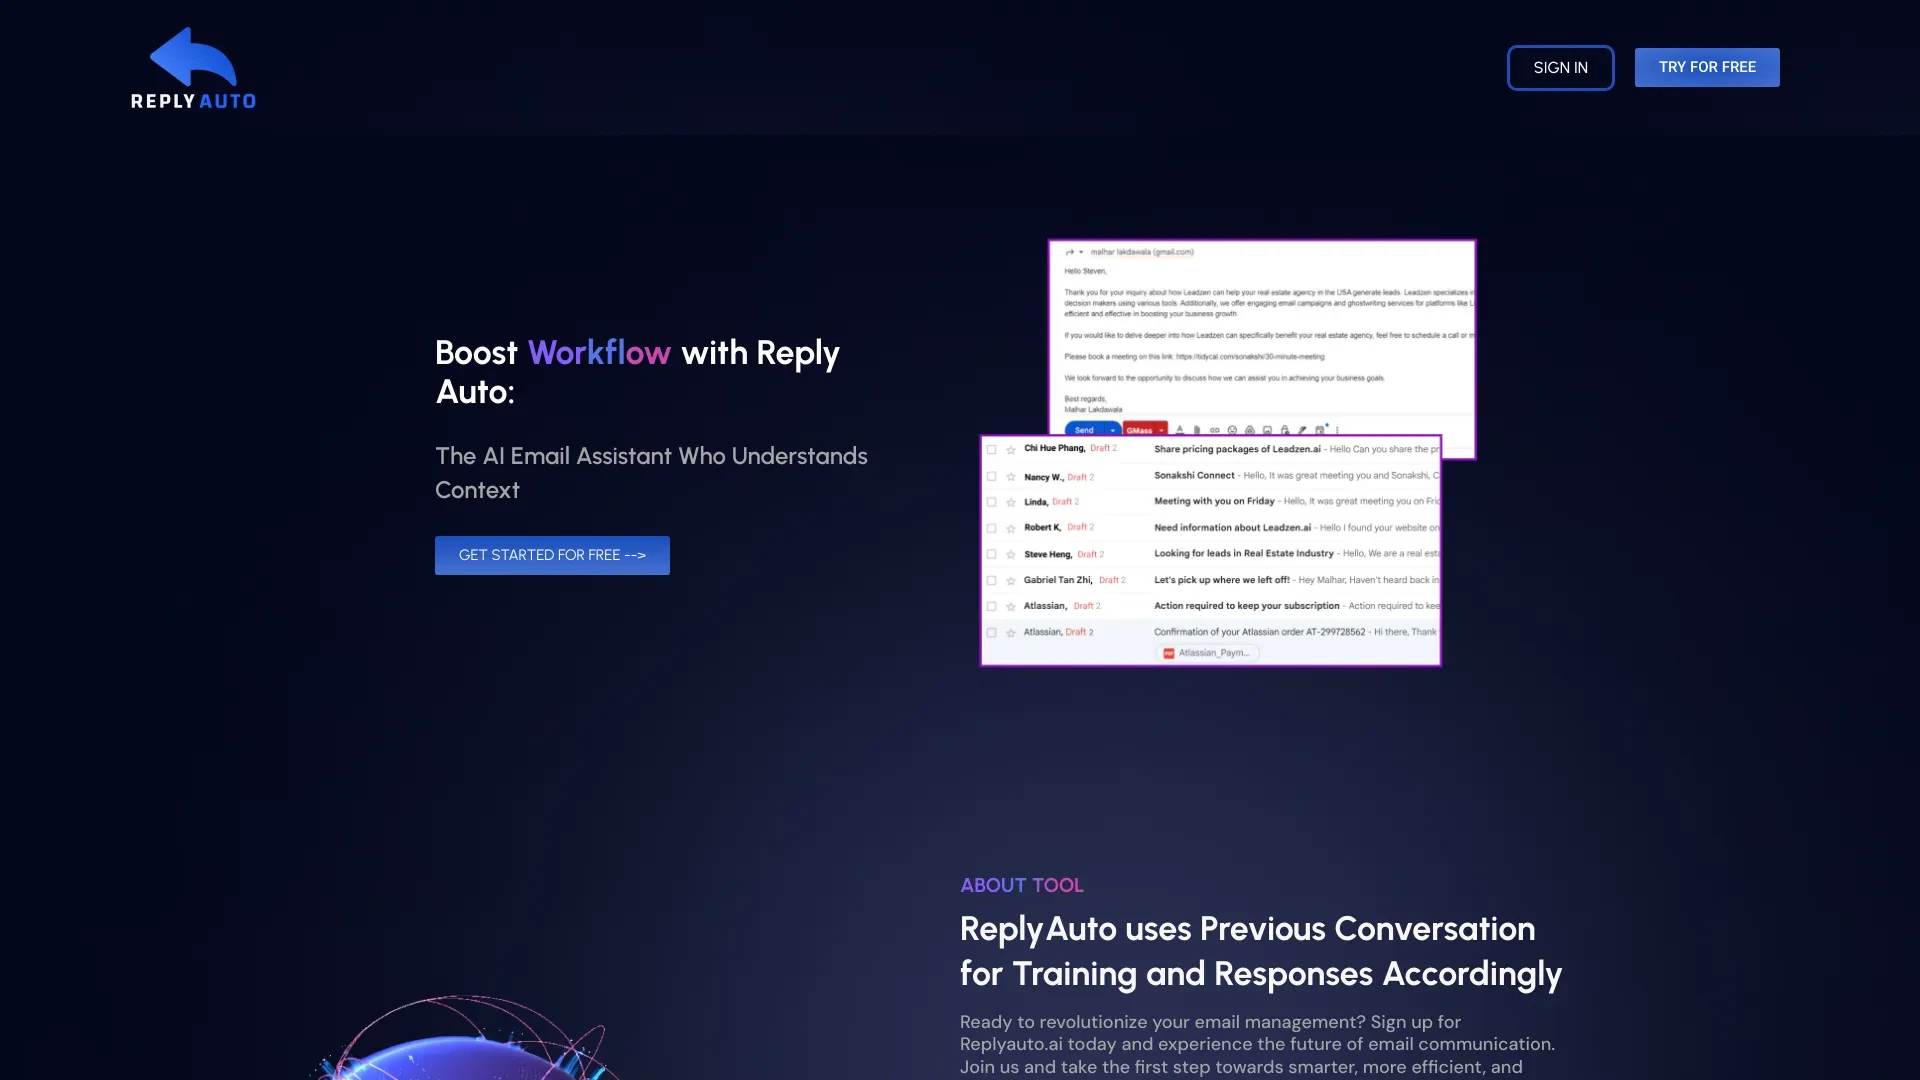 REPLY AUTO
SIGN IN
TRY FOR FREE
Boost Workflow with Reply
Auto:
The AI Email Assistant Who Understands
Context
GET STARTED FOR FREE -->
malhar lakdawala (gmail.com)
Hello Steven,
Thank you for your inquiry about how Leadzen can help your real estate agency in the USA generate leads. Leadzen specializes in
decision makers using various tools. Additionally, we offer engaging email campaigns and ghostwriting services for platforms like L
efficient and effective in boosting your business growth
If you would like to delve deeper into how Leadzen can specifically benefit your real estate agency, feel free to schedule a call or m
Please book a meeting on this link: https://tidycal.com/sonakshi/30-minute-meeting
We look forward to the opportunity to discuss how we can assist you in achieving your business goals.
Best regards,
Malhar Lakdawala
Send GMass
Chi Hue Phang, Draft 2 Share pricing packages of Leadzen.ai - Hello Can you share the pr
Nancy W., Draft 2 Sonakshi Connect - Hello, It was great meeting you and Sonakshi, C
Linda, Draft 2 Meeting with you on Friday - Hello, It was great meeting you on Fri
Robert K, Draft 2 Need information about Leadzen.ai - Hello I found your website on
Steve Heng, Draft 2 Looking for leads in Real Estate Industry - Hello, We are a real est
Gabriel Tan Zhi, Draft 2 Let's pick up where we left off! - Hey Malhar, Haven't heard back in
Atlassian, Draft 2 Action required to keep your subscription - Action required to kee
Atlassian, Draft 2 Confirmation of your Atlassian order AT-299728562 - Hi there, Thank
Atlassian_Paym...
ABOUT TOOL
ReplyAuto uses Previous Conversation
for Training and Responses Accordingly
Ready to revolutionize your email management? Sign up for
Replyauto.ai today and experience the future of email communication.
Join us and take the first step towards smarter, more efficient, and